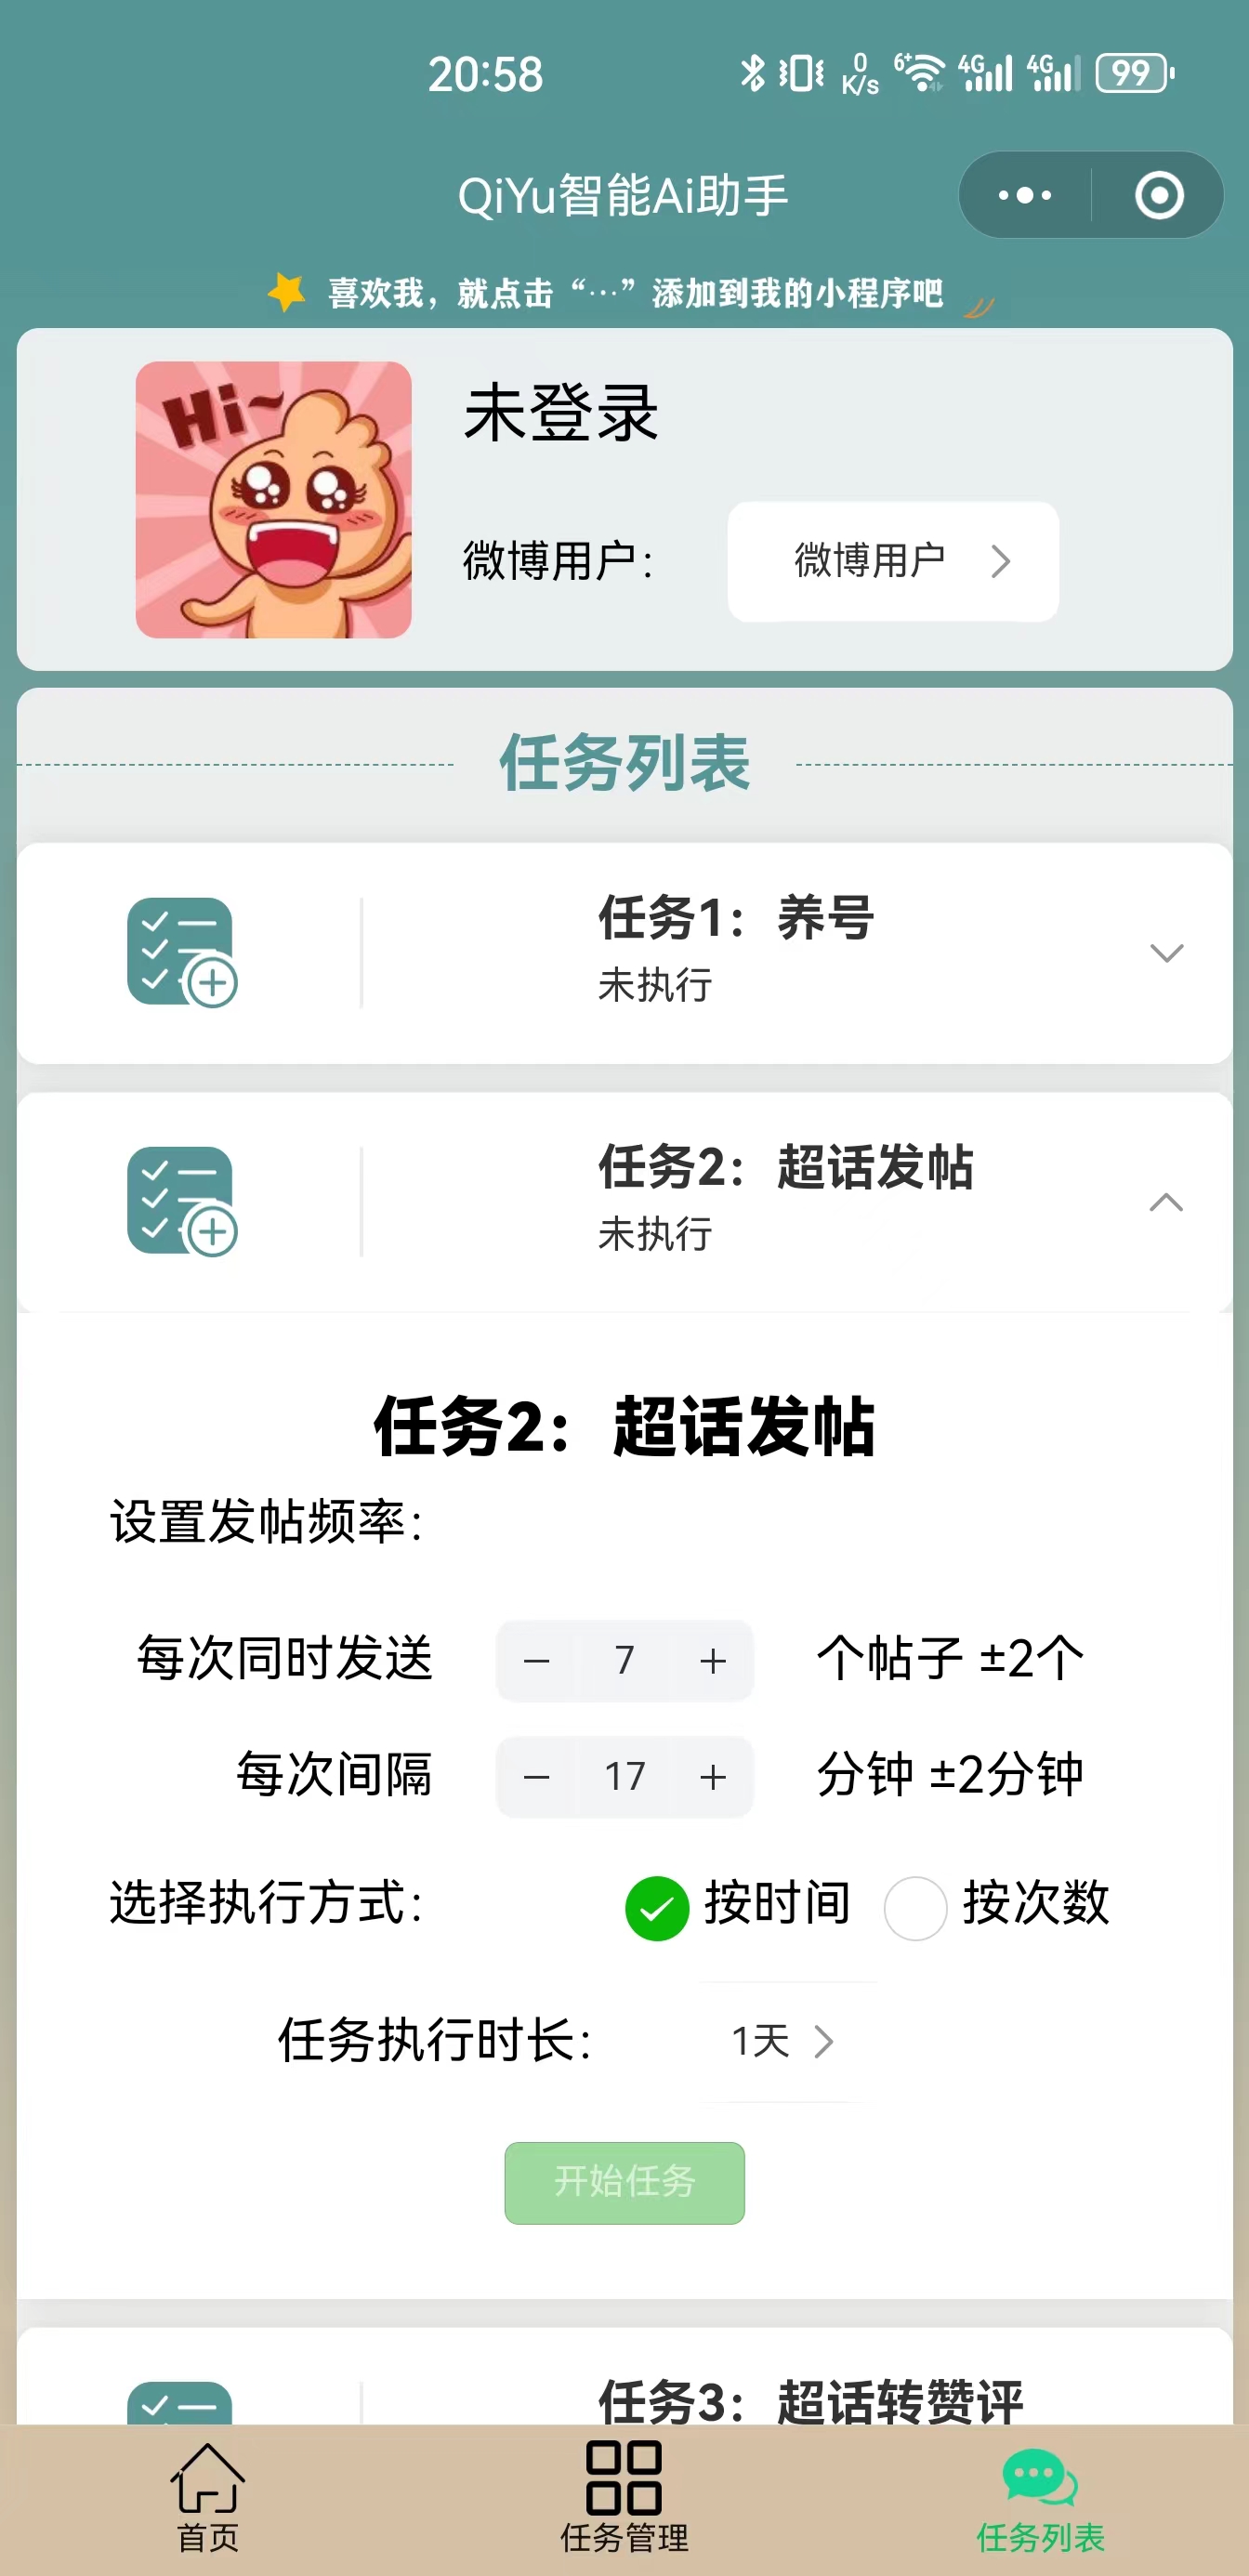 20:58
0
K/s
6+
4G
4G
99
QiYu智能Ai助手
喜欢我，就点击“…”添加到我的小程序吧
Hi~
未登录
微博用户：
微博用户
任务列表
任务1：养号
未执行
任务2：超话发帖
未执行
任务2：超话发帖
设置发帖频率：
每次同时发送 － 7 ＋ 个帖子 ±2个
每次间隔 － 17 ＋ 分钟 ±2分钟
选择执行方式： 按时间 按次数
任务执行时长： 1天
开始任务
任务3：超话转赞评
首页 任务管理 任务列表